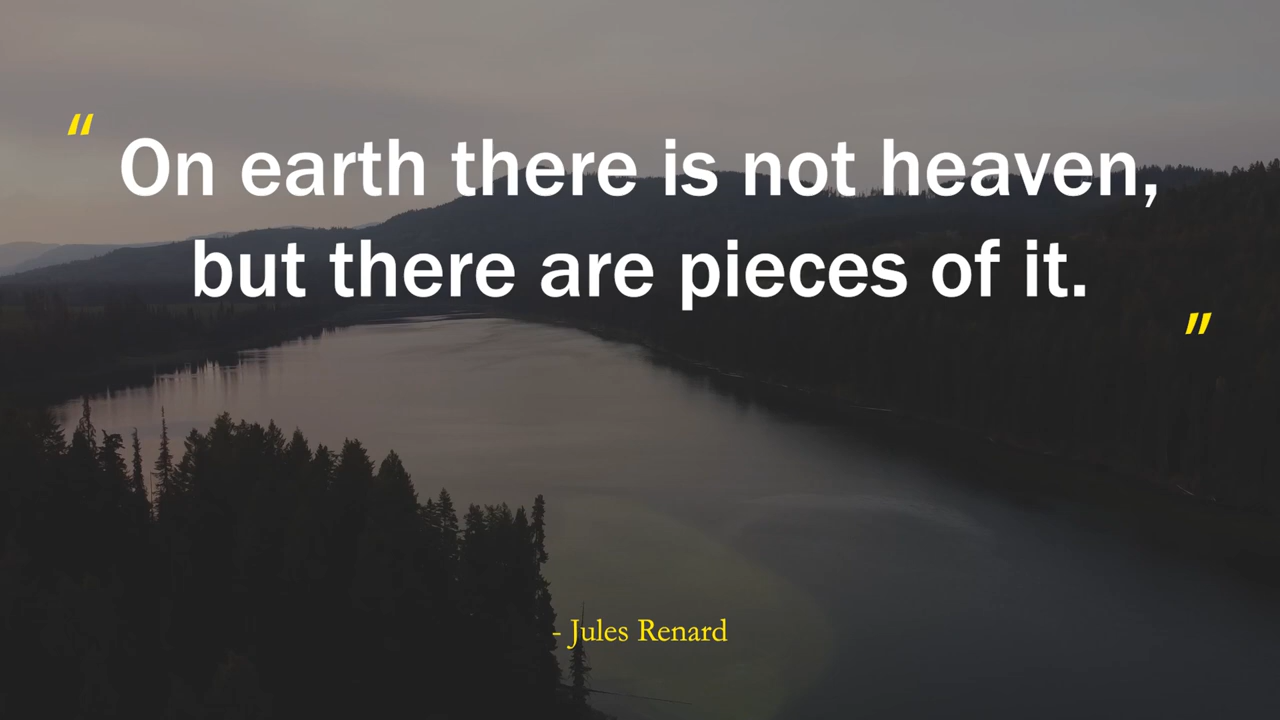 “ On earth there is not heaven,
but there are pieces of it. ”
- Jules Renard